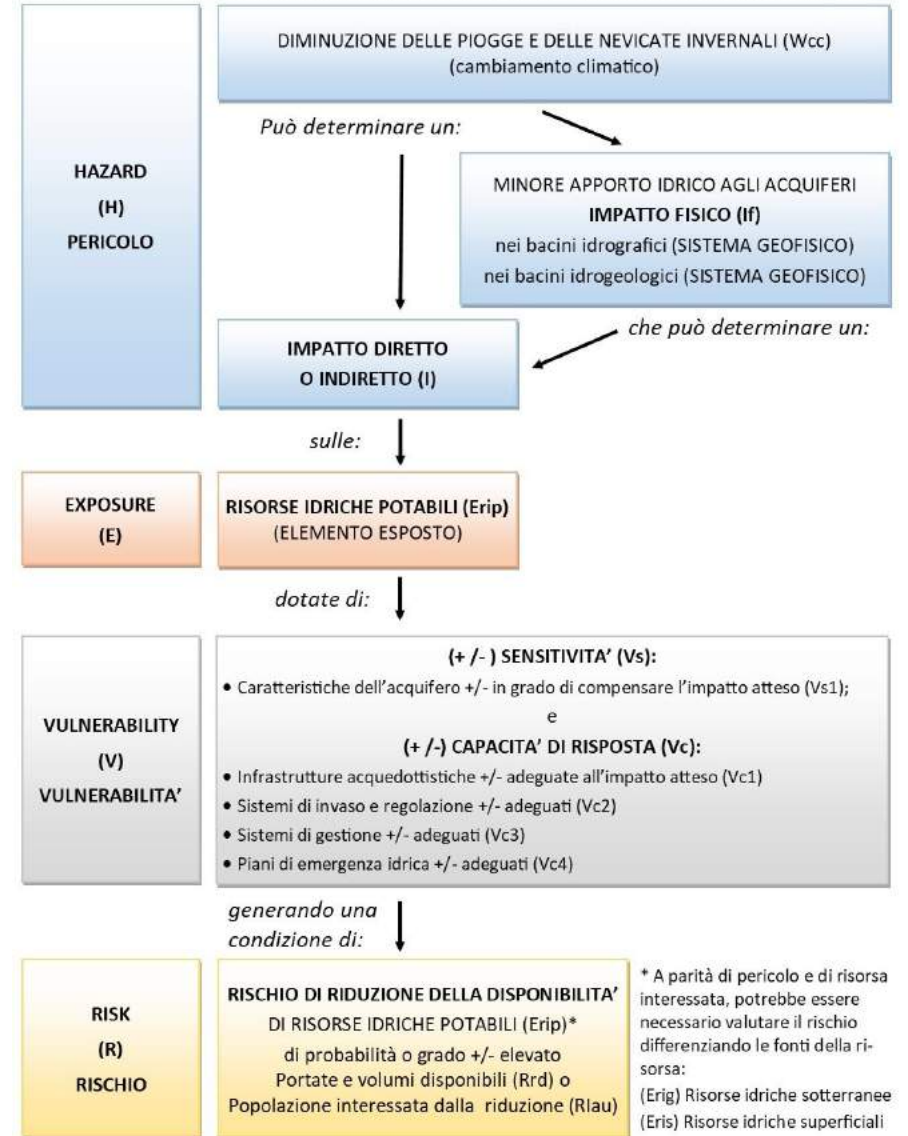 HAZARD
(H)
PERICOLO
DIMINUZIONE DELLE PIOGGE E DELLE NEVICATE INVERNALI (Wcc)
(cambiamento climatico)
Può determinare un:
MINORE APPORTO IDRICO AGLI ACQUIFERI
IMPATTO FISICO (If)
nei bacini idrografici (SISTEMA GEOFISICO)
nei bacini idrogeologici (SISTEMA GEOFISICO)
che può determinare un:
IMPATTO DIRETTO
O INDIRETTO (I)
sulle:
EXPOSURE
(E)
RISORSE IDRICHE POTABILI (Erip)
(ELEMENTO ESPOSTO)
dotate di:
VULNERABILITY
(V)
VULNERABILITA’
(+ /- ) SENSITIVITA’ (Vs):
• Caratteristiche dell’acquifero +/- in grado di compensare l’impatto atteso (Vs1);
e
(+ /-) CAPACITA’ DI RISPOSTA (Vc):
• Infrastrutture acquedottistiche +/- adeguate all’impatto atteso (Vc1)
• Sistemi di invaso e regolazione +/- adeguati (Vc2)
• Sistemi di gestione +/- adeguati (Vc3)
• Piani di emergenza idrica +/- adeguati (Vc4)
generando una
condizione di:
RISK
(R)
RISCHIO
RISCHIO DI RIDUZIONE DELLA DISPONIBILITA’
DI RISORSE IDRICHE POTABILI (Erip)*
di probabilità o grado +/- elevato
Portate e volumi disponibili (Rrd) o
Popolazione interessata dalla riduzione (RIau)
* A parità di pericolo e di risorsa
interessata, potrebbe essere
necessario valutare il rischio
differenziando le fonti della ri-
sorsa:
(Erig) Risorse idriche sotterranee
(Eris) Risorse idriche superficiali